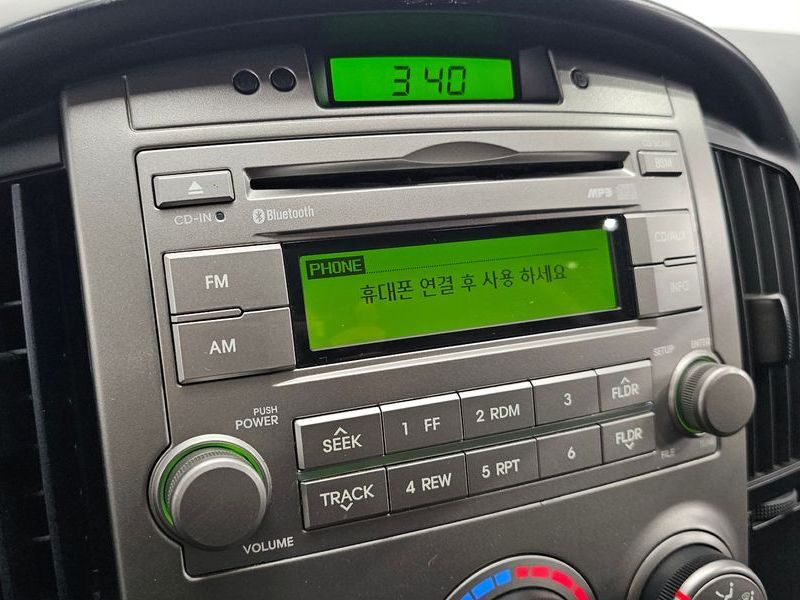 3:40
CD-IN
Bluetooth
MP3
BSM
FM
AM
PHONE
휴대폰 연결 후 사용 하세요
CD/AUX
INFO
PUSH
POWER
VOLUME
SEEK
1 FF
2 RDM
3
FLDR
TRACK
4 REW
5 RPT
6
FLDR
SETUP
ENTER
FILE
TUNE